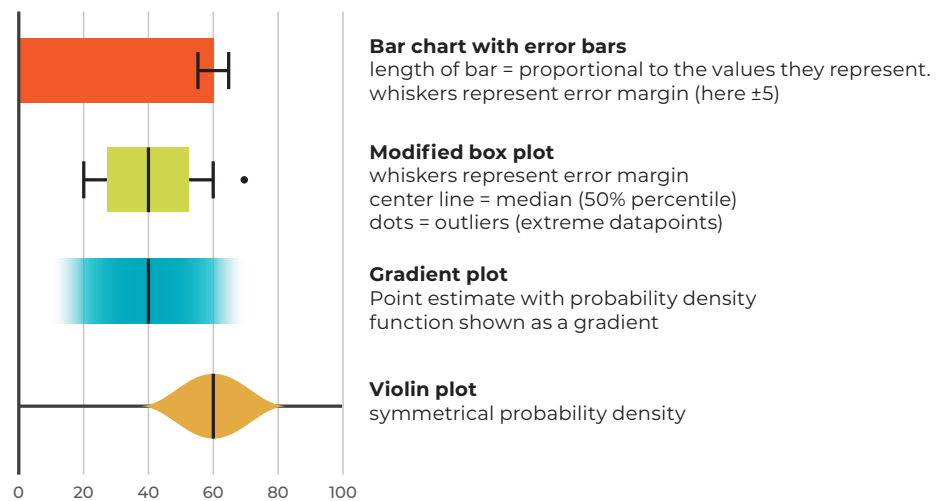 Bar chart with error bars
length of bar = proportional to the values they represent.
whiskers represent error margin (here ±5)
Modified box plot
whiskers represent error margin
center line = median (50% percentile)
dots = outliers (extreme datapoints)
Gradient plot
Point estimate with probability density
function shown as a gradient
Violin plot
symmetrical probability density
0 20 40 60 80 100